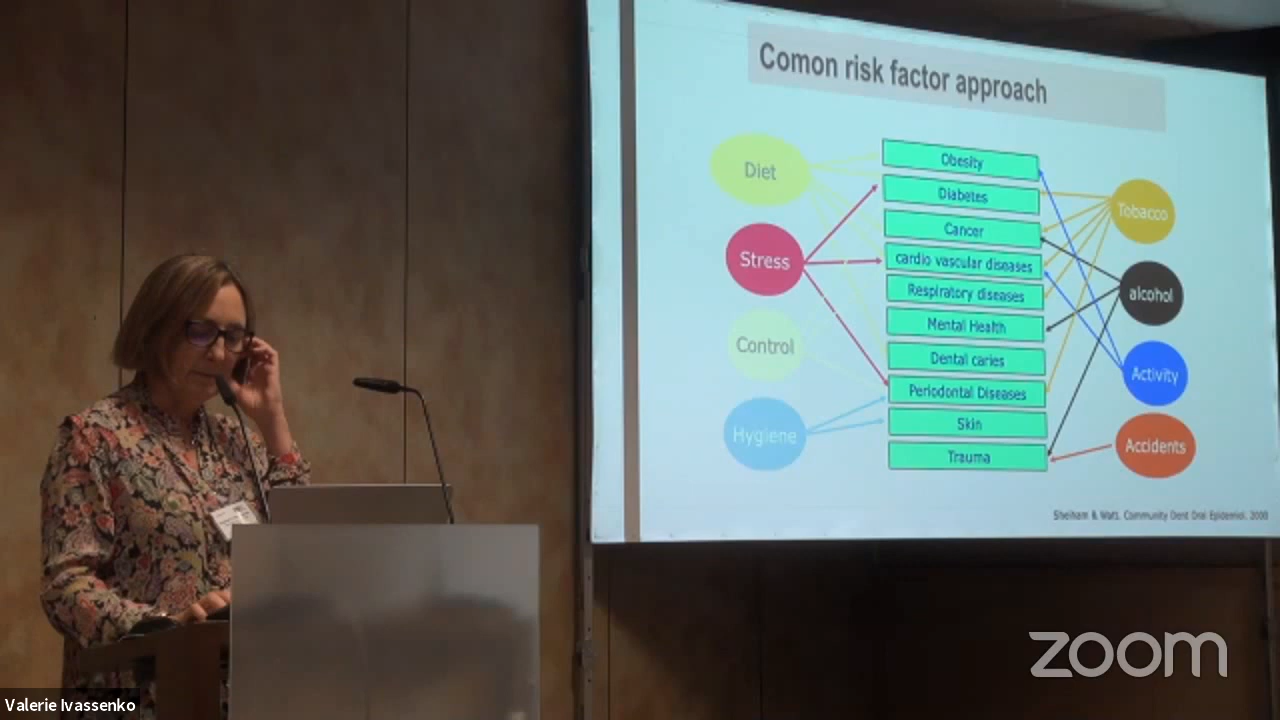 Comon risk factor approach
Diet
Stress
Control
Hygiene
Obesity
Diabetes
Cancer
cardio vascular diseases
Respiratory diseases
Mental Health
Dental caries
Periodontal Diseases
Skin
Trauma
Tobacco
alcohol
Activity
Accidents
Sheiham & Watt. Community Dent Oral Epidemiol. 2000
zoom
Valerie Ivassenko